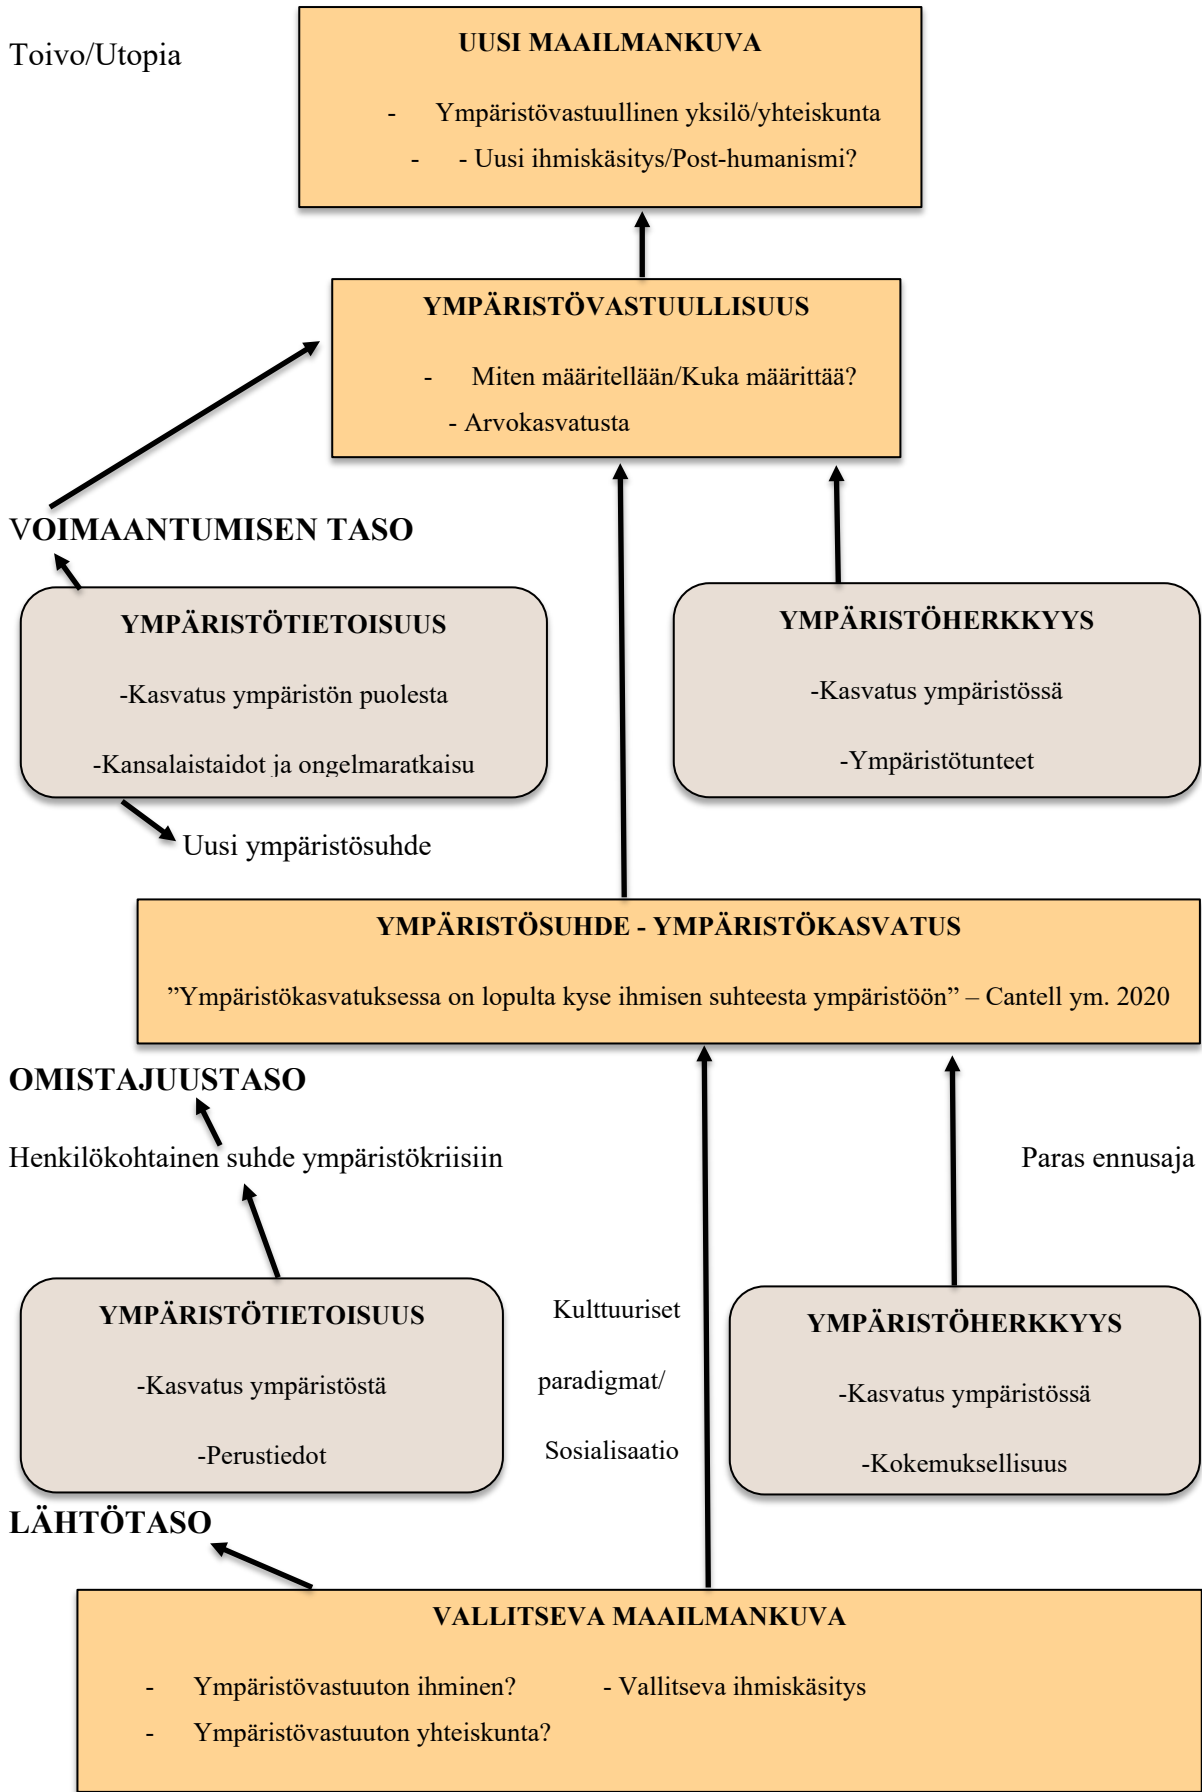 Toivo/Utopia
UUSI MAAILMANKUVA
- Ympäristövastuullinen yksilö/yhteiskunta
- - Uusi ihmiskäsitys/Post-humanismi?
YMPÄRISTÖVASTUULLISUUS
- Miten määritellään/Kuka määrittää?
- Arvokasvatusta
VOIMAANTUMISEN TASO
YMPÄRISTÖTIETOISUUS
-Kasvatus ympäristön puolesta
-Kansalaistaidot ja ongelmaratkaisu
YMPÄRISTÖHERKKYYS
-Kasvatus ympäristössä
-Ympäristötunteet
Uusi ympäristösuhde
YMPÄRISTÖSUHDE - YMPÄRISTÖKASVATUS
”Ympäristökasvatuksessa on lopulta kyse ihmisen suhteesta ympäristöön” – Cantell ym. 2020
OMISTAJUUSTASO
Henkilökohtainen suhde ympäristökriisiin
Paras ennusaja
YMPÄRISTÖTIETOISUUS
-Kasvatus ympäristöstä
-Perustiedot
Kulttuuriset
paradigmat/
Sosialisaatio
YMPÄRISTÖHERKKYYS
-Kasvatus ympäristössä
-Kokemuksellisuus
LÄHTÖTASO
VALLITSEVA MAAILMANKUVA
- Ympäristövastuuton ihminen? - Vallitseva ihmiskäsitys
- Ympäristövastuuton yhteiskunta?